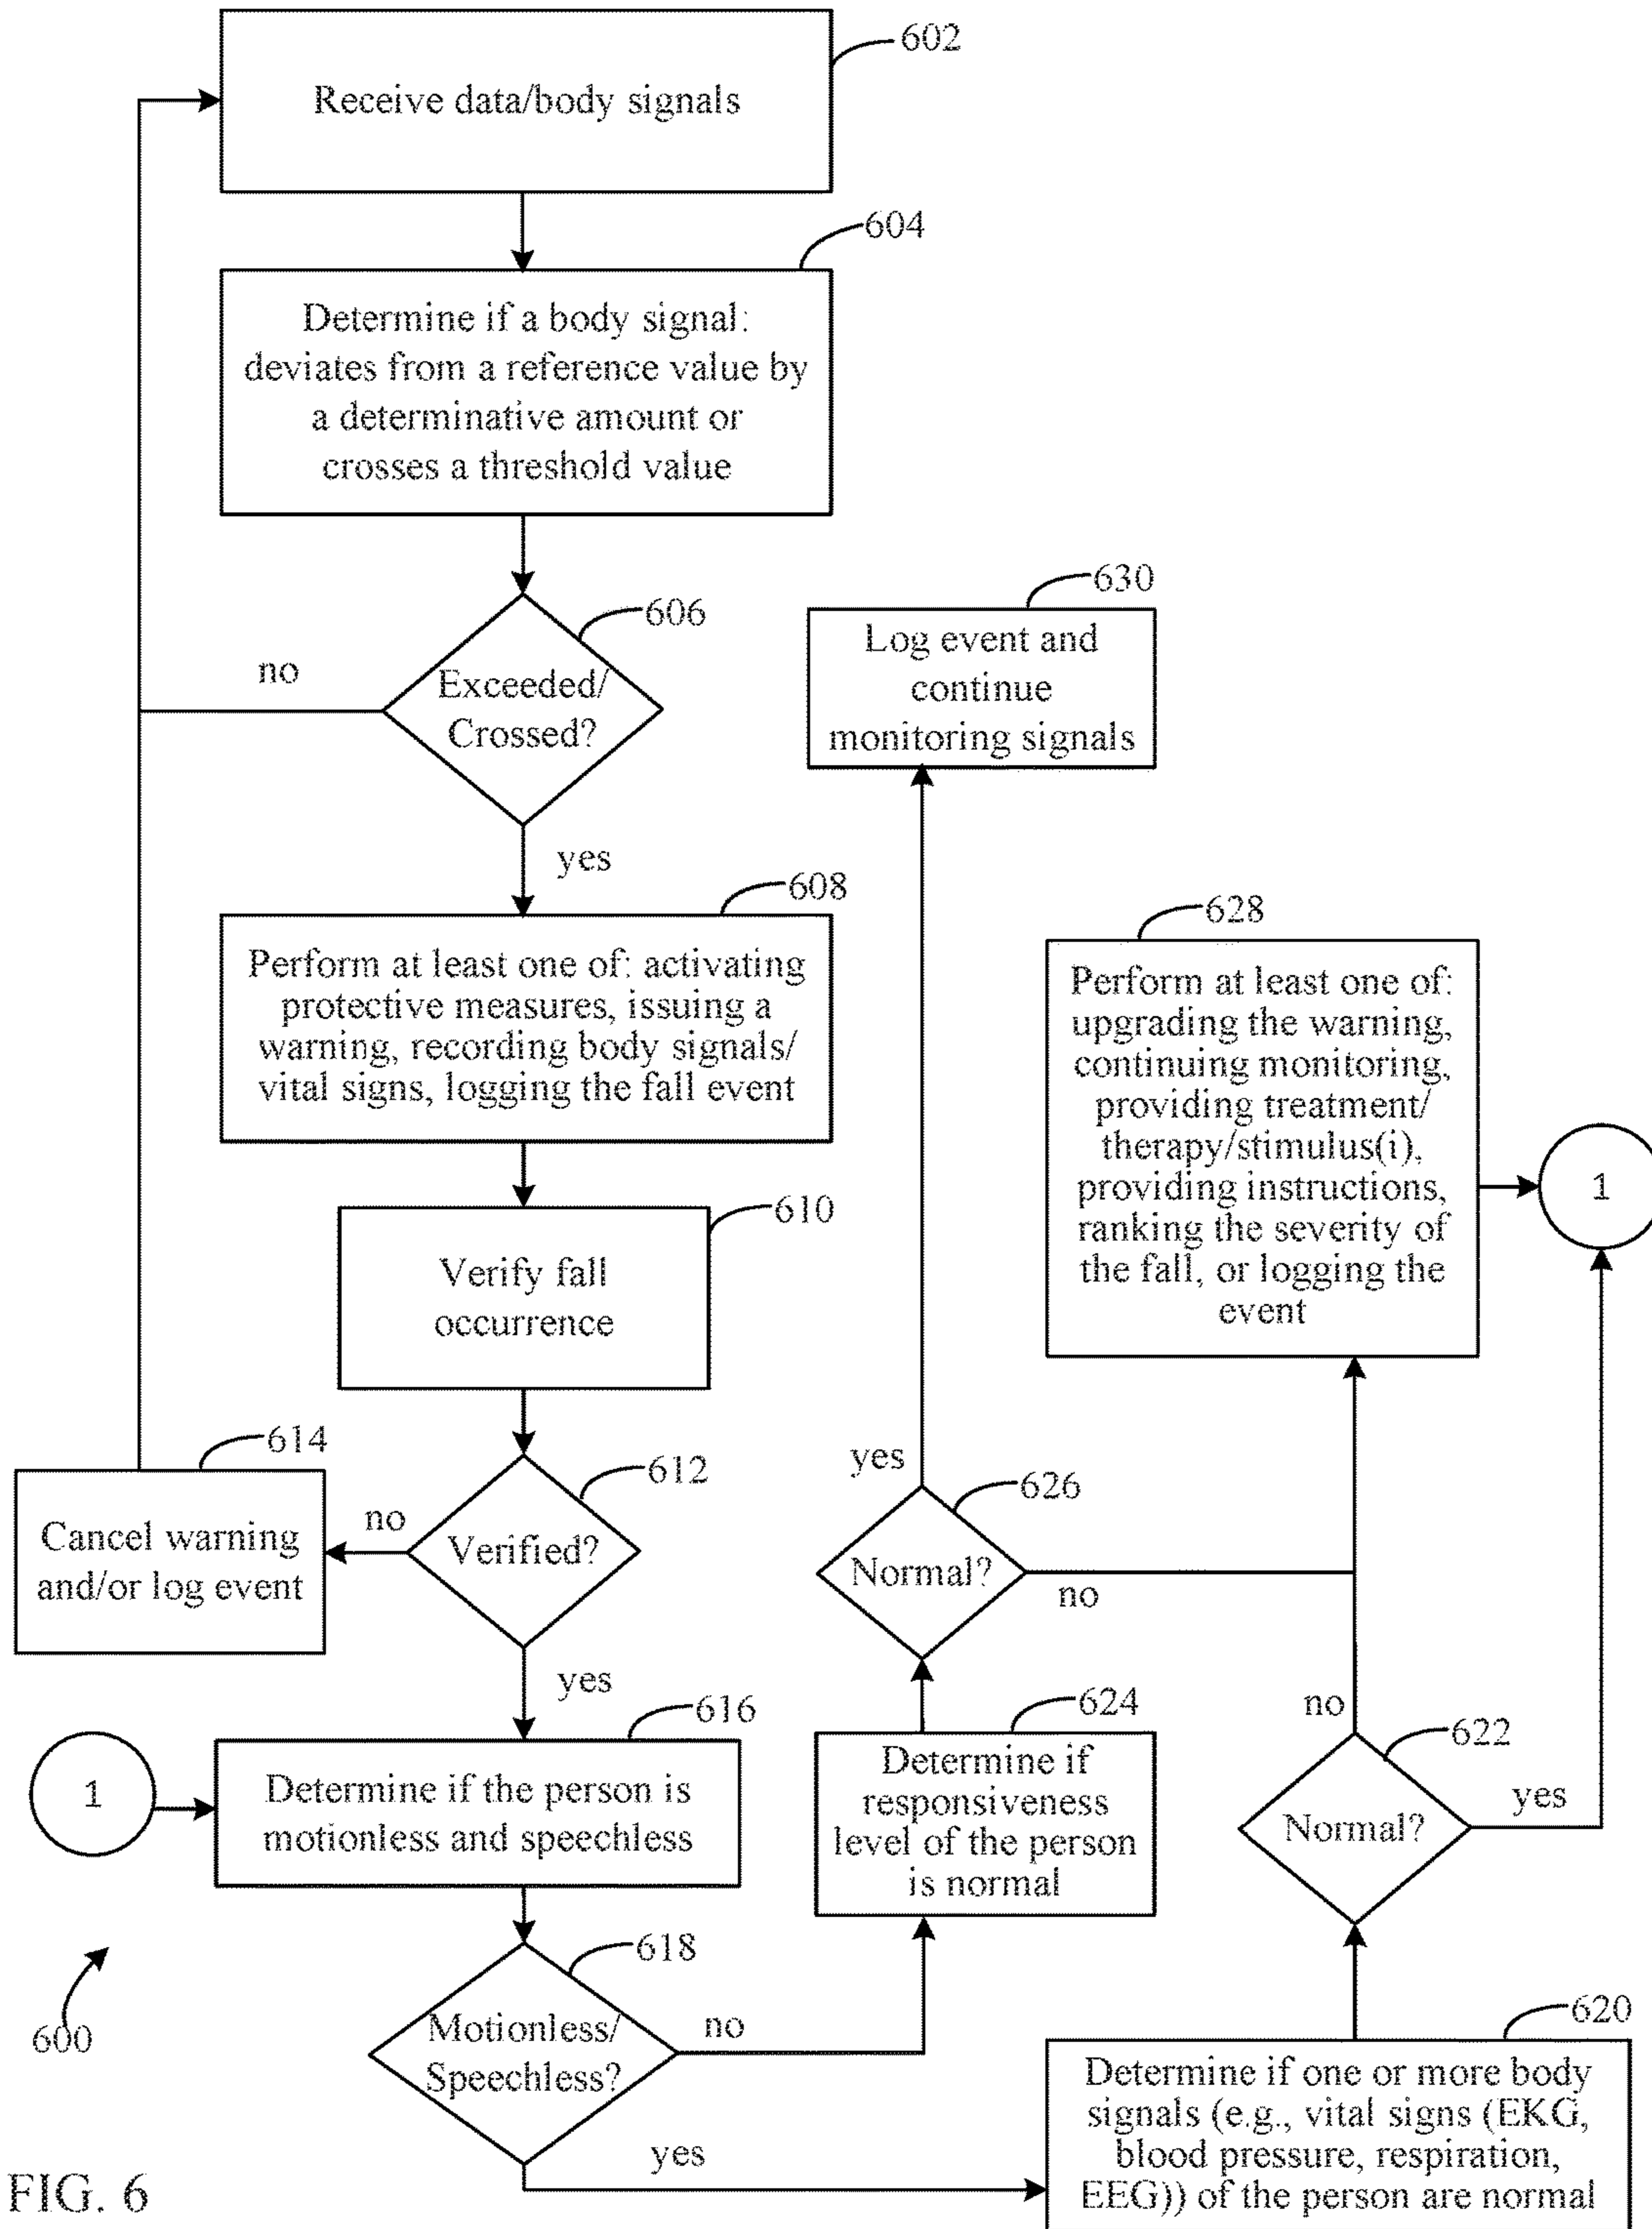 602
Receive data/body signals
604
Determine if a body signal:
deviates from a reference value by
a determinative amount or
crosses a threshold value
606
Exceeded/
Crossed?
no
yes
608
Perform at least one of: activating
protective measures, issuing a
warning, recording body signals/
vital signs, logging the fall event
610
Verify fall
occurrence
612
Verified?
no
614
Cancel warning
and/or log event
yes
616
1
Determine if the person is
motionless and speechless
618
Motionless/
Speechless?
no
yes
620
Determine if one or more body
signals (e.g., vital signs (EKG,
blood pressure, respiration,
EEG)) of the person are normal
622
Normal?
no
yes
624
Determine if
responsiveness
level of the person
is normal
626
Normal?
yes
no
628
Perform at least one of:
upgrading the warning,
continuing monitoring,
providing treatment/
therapy/stimulus(i),
providing instructions,
ranking the severity of
the fall, or logging the
event
1
630
Log event and
continue
monitoring signals
600
FIG. 6